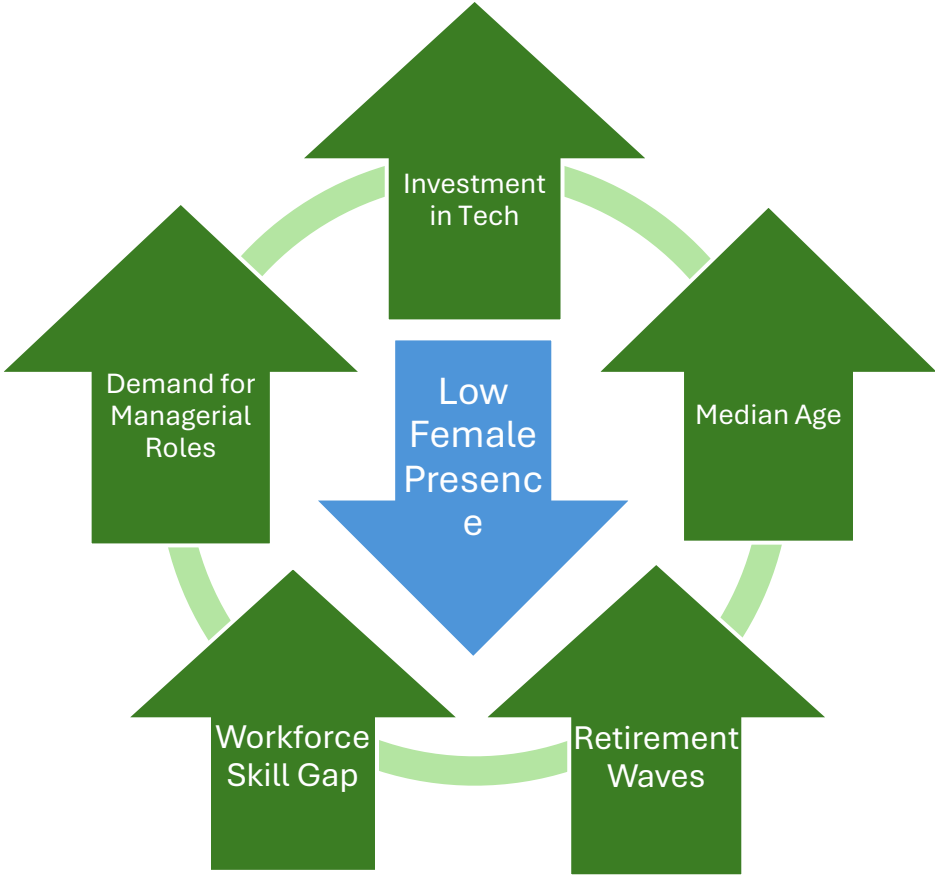 Investment
in Tech
Demand for
Managerial
Roles
Low
Female
Presenc
e
Median Age
Workforce
Skill Gap
Retirement
Waves